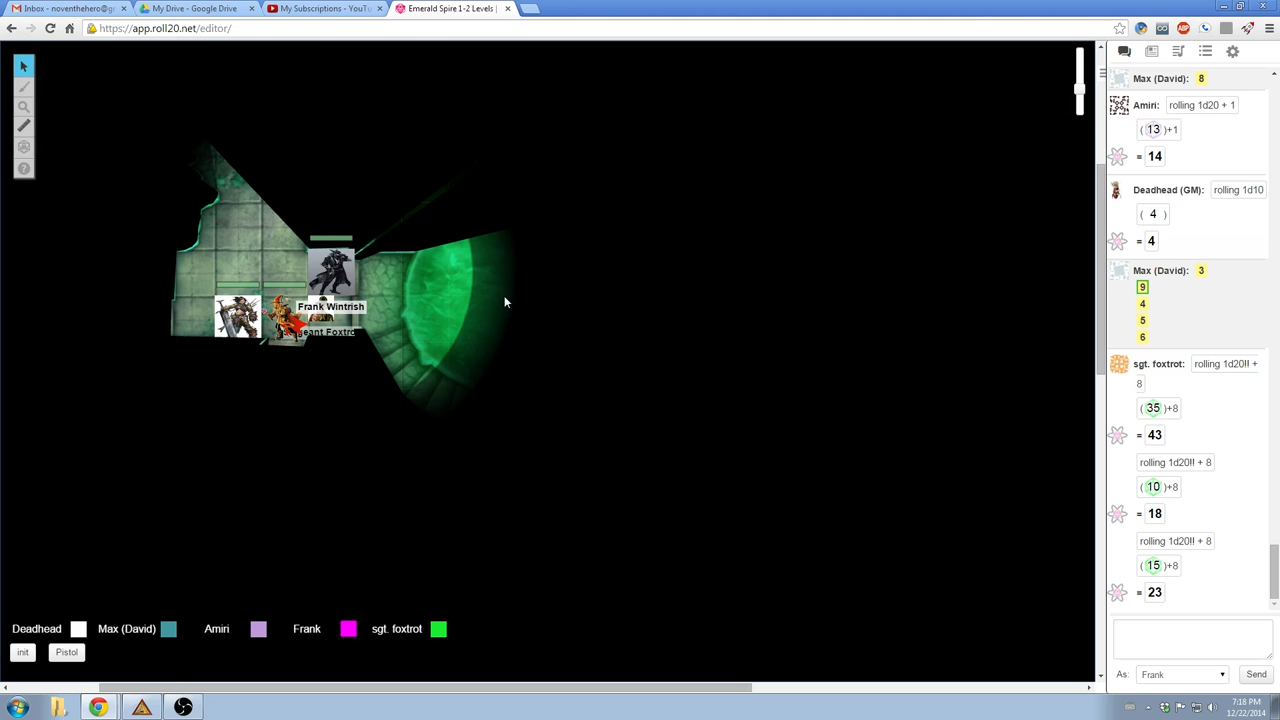 Inbox - noventhehero@g
My Drive - Google Drive
My Subscriptions - YouTu
Emerald Spire 1-2 Levels |
https://app.roll20.net/editor/
ABP
Max (David): 8
Amiri: rolling 1d20 + 1
( 13 )+1
= 14
Deadhead (GM): rolling 1d10
( 4 )
= 4
Max (David): 3
9
4
5
6
sgt. foxtrot: rolling 1d20!! +
8
( 35 )+8
= 43
rolling 1d20!! + 8
( 10 )+8
= 18
rolling 1d20!! + 8
( 15 )+8
= 23
Frank Wintrish
eant Foxtro
Deadhead Max (David) Amiri Frank sgt. foxtrot
init Pistol
As: Frank Send
7:18 PM
12/22/2014